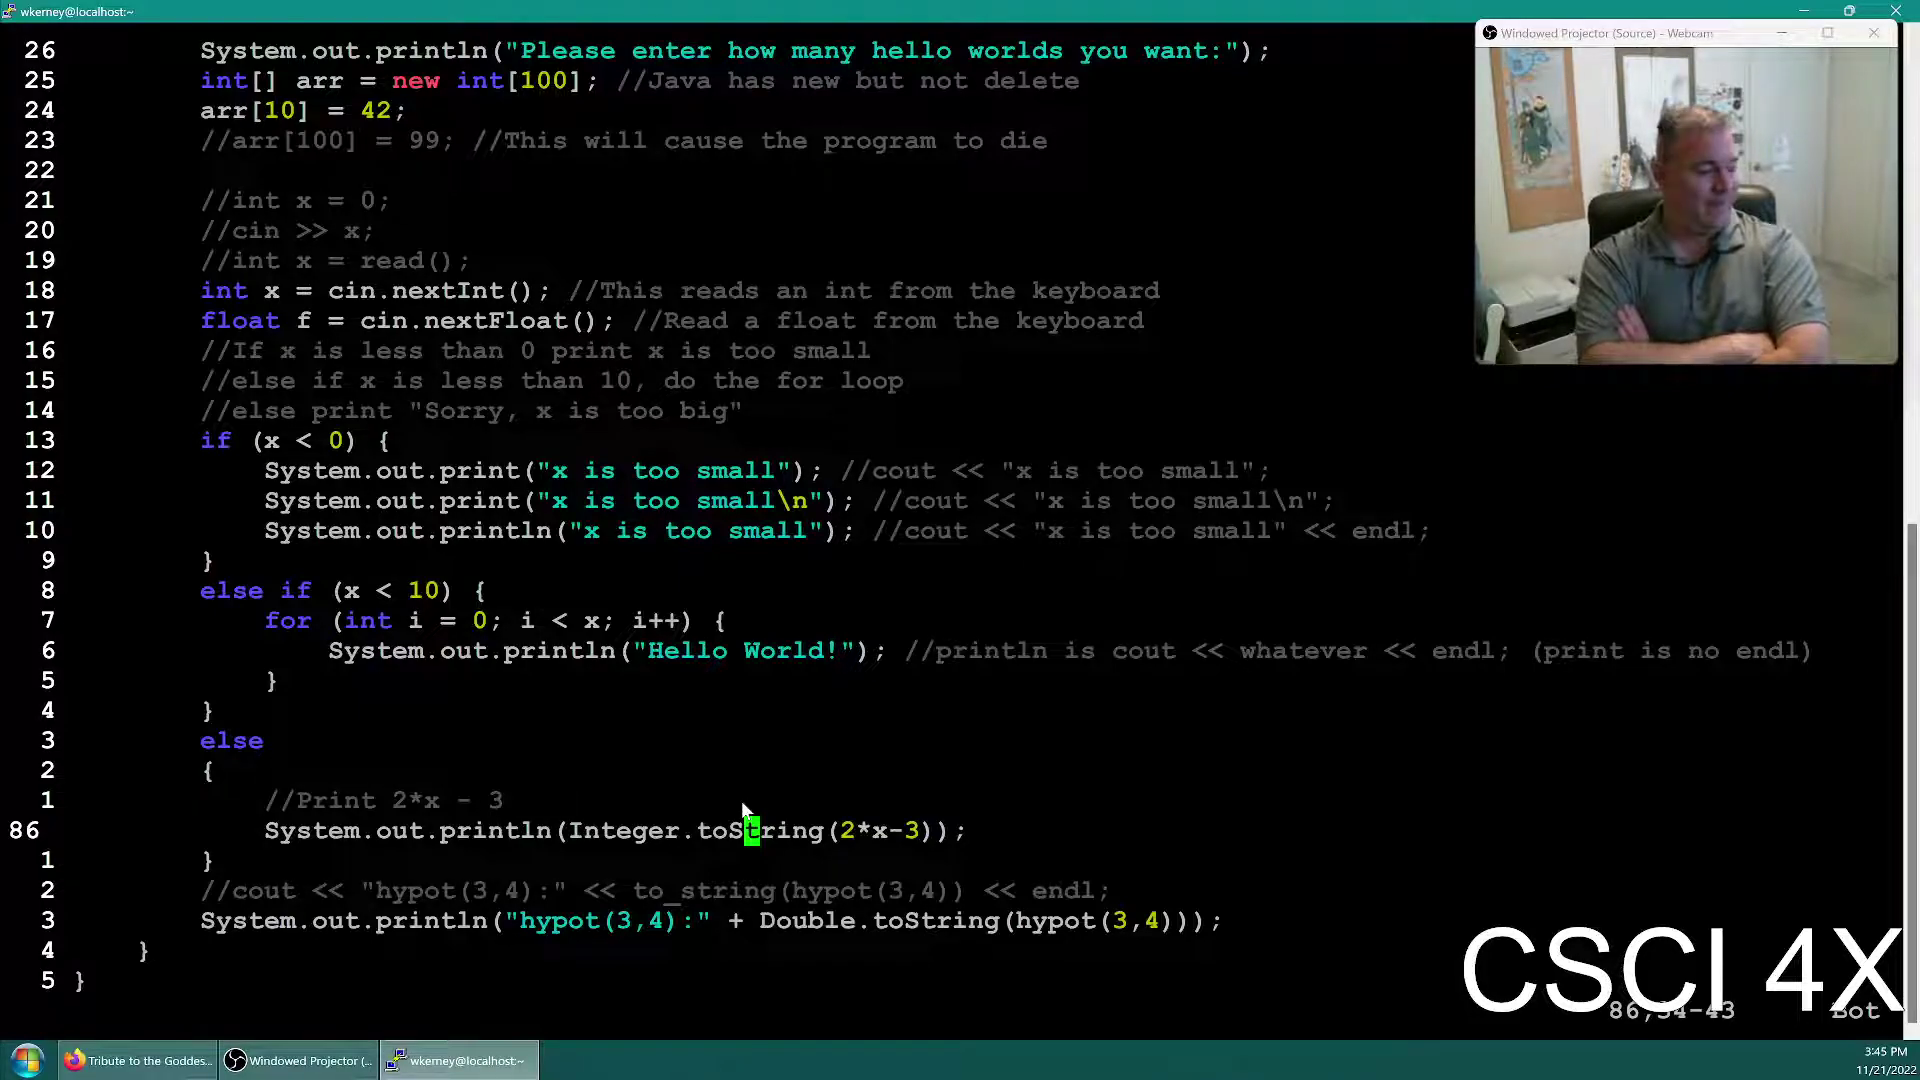 wkerney@localhost:~
26 System.out.println("Please enter how many hello worlds you want:");
25 int[] arr = new int[100]; //Java has new but not delete
24 arr[10] = 42;
23 //arr[100] = 99; //This will cause the program to die
22
21 //int x = 0;
20 //cin >> x;
19 //int x = read();
18 int x = cin.nextInt(); //This reads an int from the keyboard
17 float f = cin.nextFloat(); //Read a float from the keyboard
16 //If x is less than 0 print x is too small
15 //else if x is less than 10, do the for loop
14 //else print "Sorry, x is too big"
13 if (x < 0) {
12 System.out.print("x is too small"); //cout << "x is too small";
11 System.out.print("x is too small\n"); //cout << "x is too small\n";
10 System.out.println("x is too small"); //cout << "x is too small" << endl;
9 }
8 else if (x < 10) {
7 for (int i = 0; i < x; i++) {
6 System.out.println("Hello World!"); //println is cout << whatever << endl; (print is no endl)
5 }
4 }
3 else
2 {
1 //Print 2*x - 3
86 System.out.println(Integer.toString(2*x-3));
1 }
2 //cout << "hypot(3,4):" << to_string(hypot(3,4)) << endl;
3 System.out.println("hypot(3,4):" + Double.toString(hypot(3,4)));
4 }
5 }
Windowed Projector (Source) - Webcam
CSCI 4X
86,34-43 Bot
Tribute to the Goddes...
Windowed Projector (...
wkerney@localhost:~
3:45 PM
11/21/2022